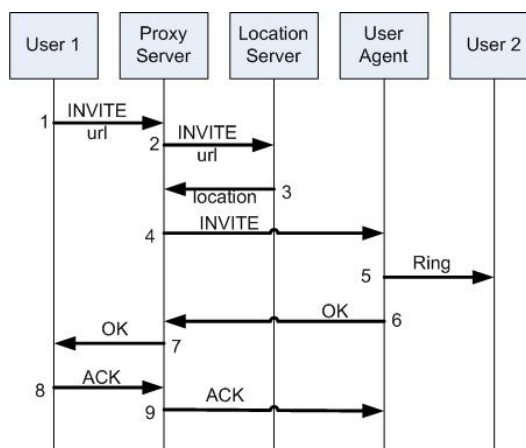 User 1
Proxy
Server
Location
Server
User
Agent
User 2
1
INVITE
url
2
INVITE
url
location
3
4
INVITE
5
Ring
OK
6
OK
7
8
ACK
9
ACK